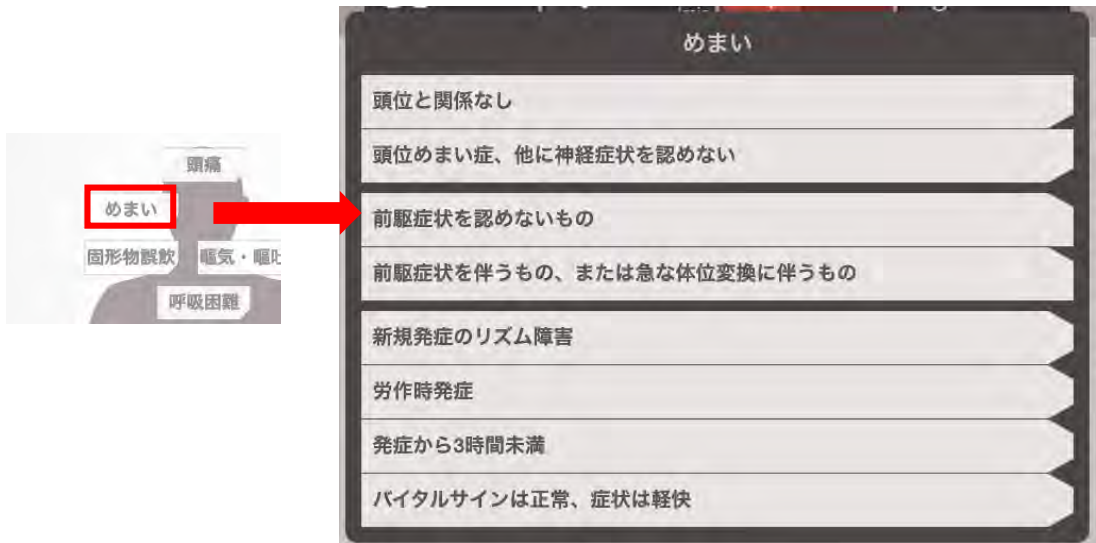 頭痛
めまい
固形物誤飲
嘔気・嘔吐
呼吸困難
めまい
頭位と関係なし
頭位めまい症、他に神経症状を認めない
前駆症状を認めないもの
前駆症状を伴うもの、または急な体位変換に伴うもの
新規発症のリズム障害
労作時発症
発症から3時間未満
バイタルサインは正常、症状は軽快